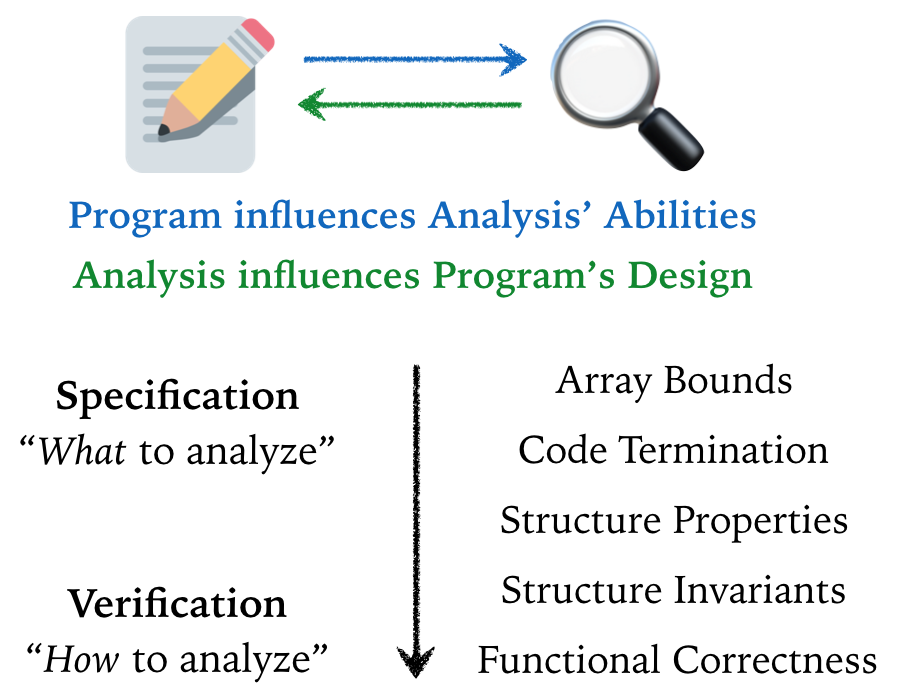 Program influences Analysis’ Abilities
Analysis influences Program’s Design
Specification
“What to analyze”
Verification
“How to analyze”
Array Bounds
Code Termination
Structure Properties
Structure Invariants
Functional Correctness